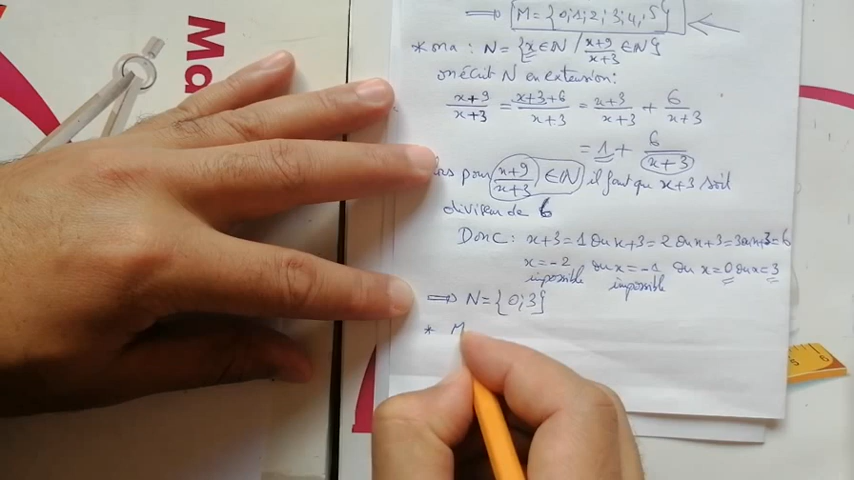 Ma
⟹ M = {0;1;2;3;4;5}
* on a : N = {x ∈ ℕ / x+9/x+3 ∈ ℕ}
on écrit N en extension :
x+9/x+3 = x+3+6/x+3 = x+3/x+3 + 6/x+3
= 1 + 6/x+3
pour x+9/x+3 ∈ ℕ il faut que x+3 soit
diviseur de 6
Donc : x+3=1 ou x+3=2 ou x+3=3 ou x+3=6
x=-2 ou x=-1 ou x=0 ou x=3
impossible impossible
⟹ N = {0;3}
* M